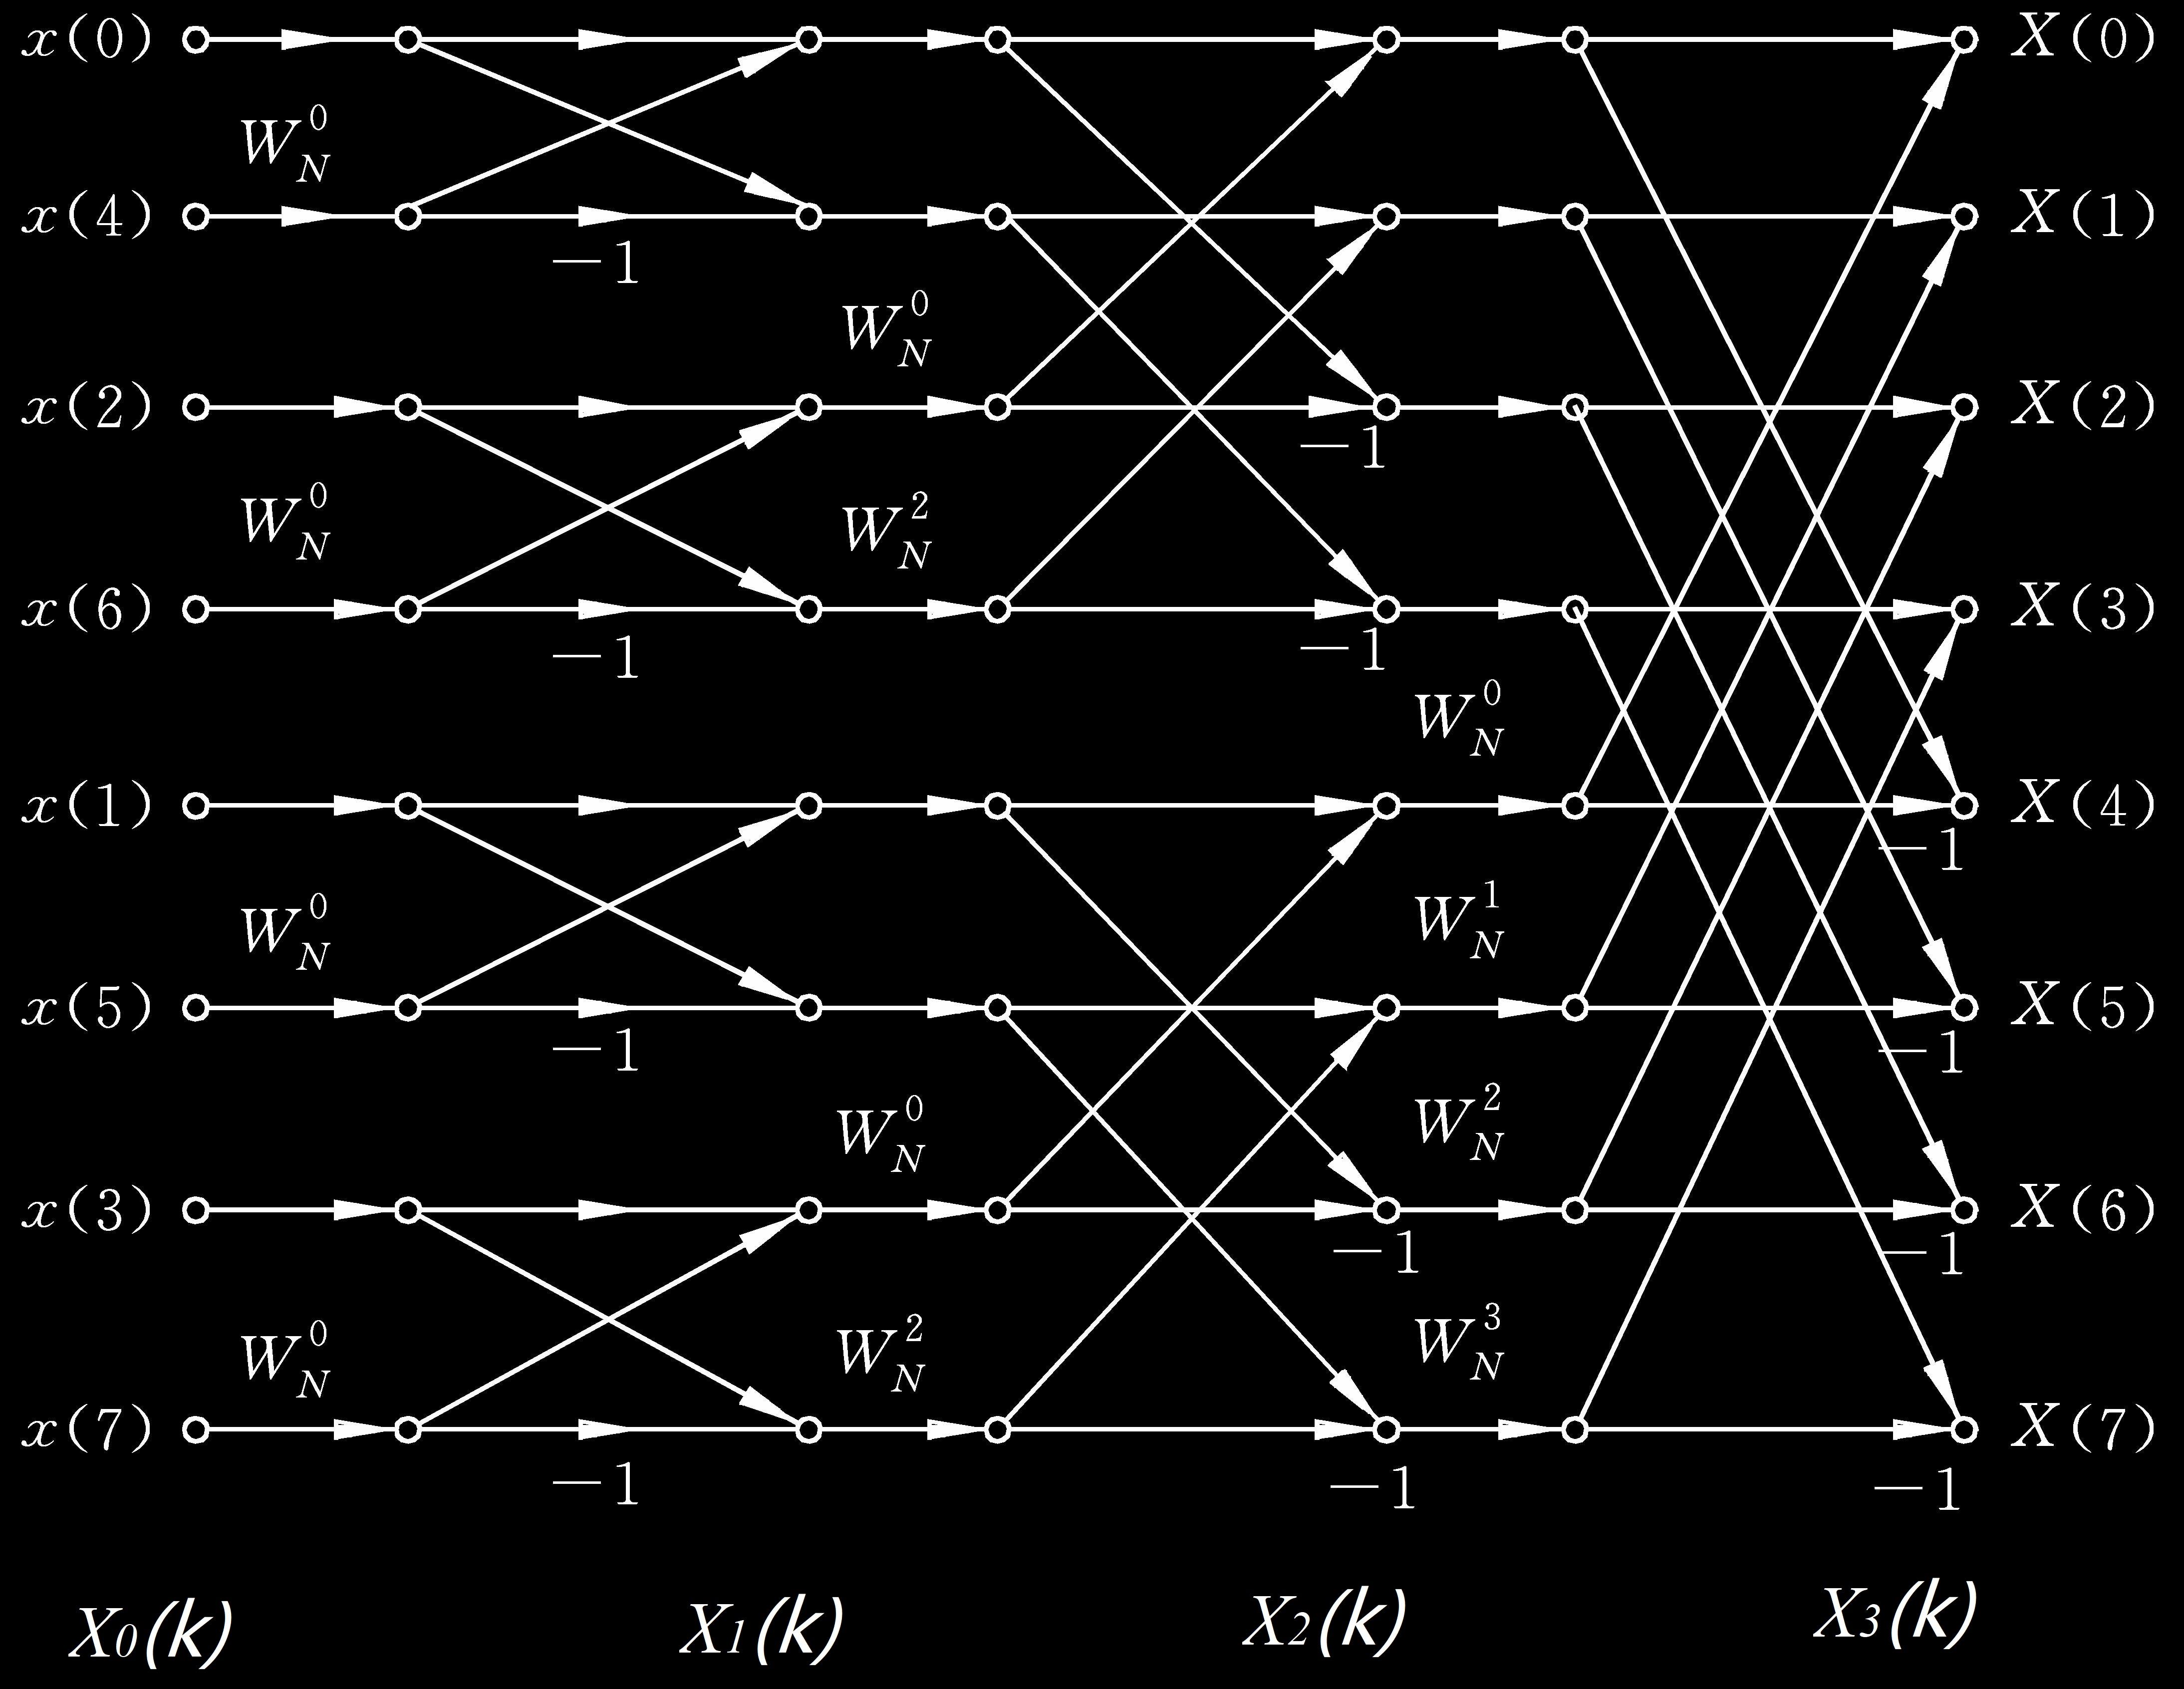 x(0) X(0)
W_N^0
x(4) X(1)
−1
W_N^0
x(2) X(2)
−1
W_N^0 W_N^2
x(6) X(3)
−1 −1
W_N^0
x(1) X(4)
−1
W_N^0 W_N^1
x(5) X(5)
−1 −1
W_N^0 W_N^2
x(3) X(6)
−1 −1
W_N^0 W_N^2 W_N^3
x(7) X(7)
−1 −1 −1
X_0(k) X_1(k) X_2(k) X_3(k)